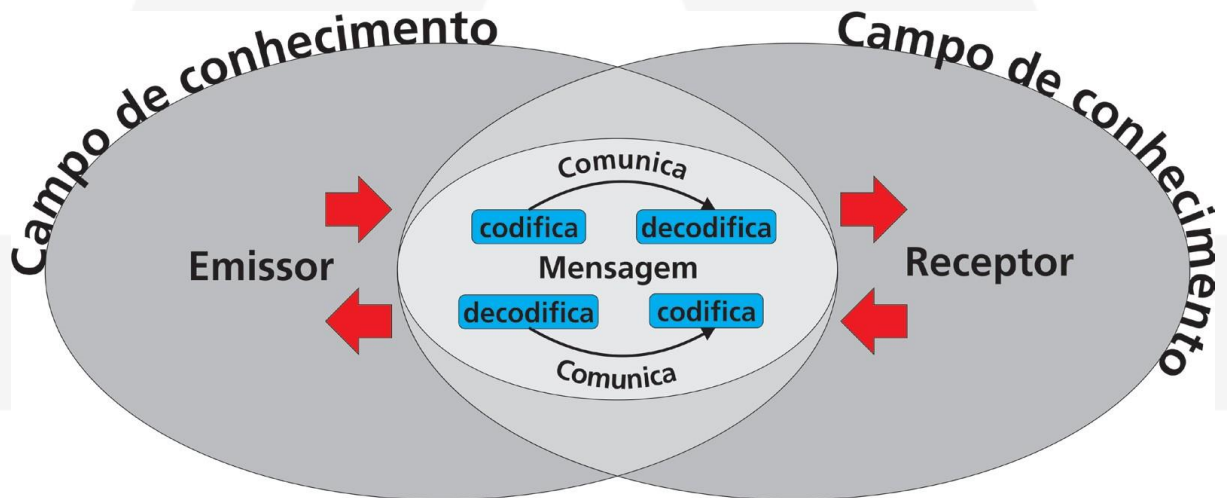 Campo de conhecimento
Campo de conhecimento
Comunica
codifica
decodifica
Emissor
Mensagem
Receptor
decodifica
codifica
Comunica